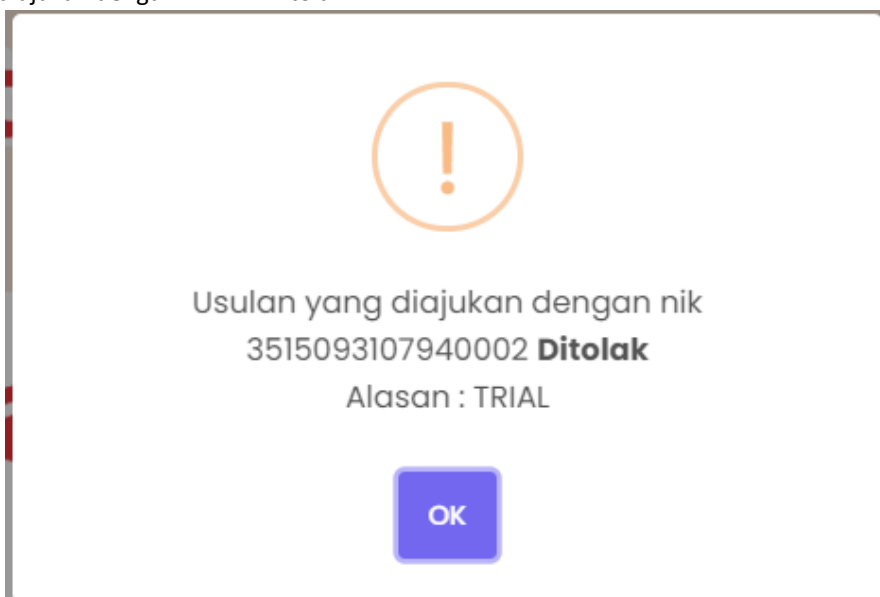 Usulan yang diajukan dengan nik
3515093107940002 Ditolak
Alasan : TRIAL
OK